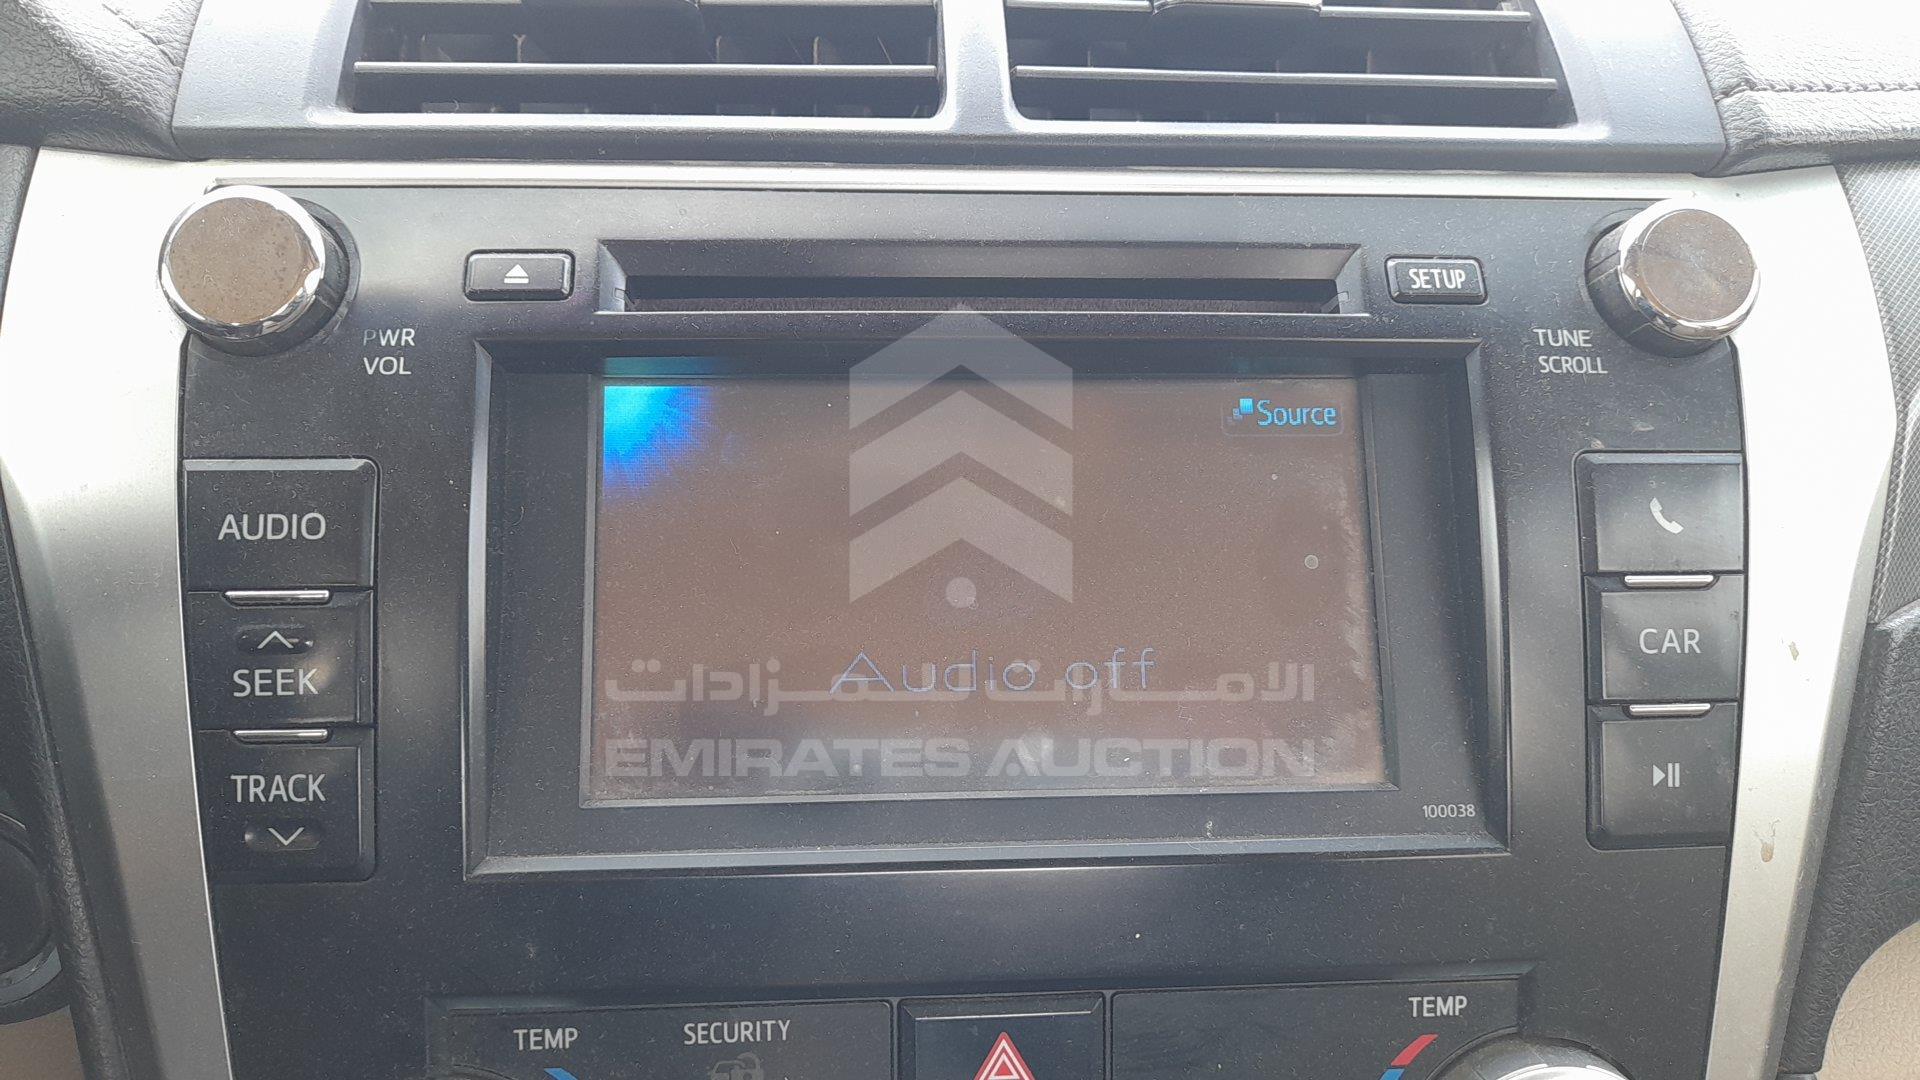 SETUP
PWR
VOL
TUNE
SCROLL
Source
AUDIO
SEEK
CAR
Audio off
الامارات للمزادات
EMIRATES AUCTION
TRACK
100038
TEMP
SECURITY
TEMP